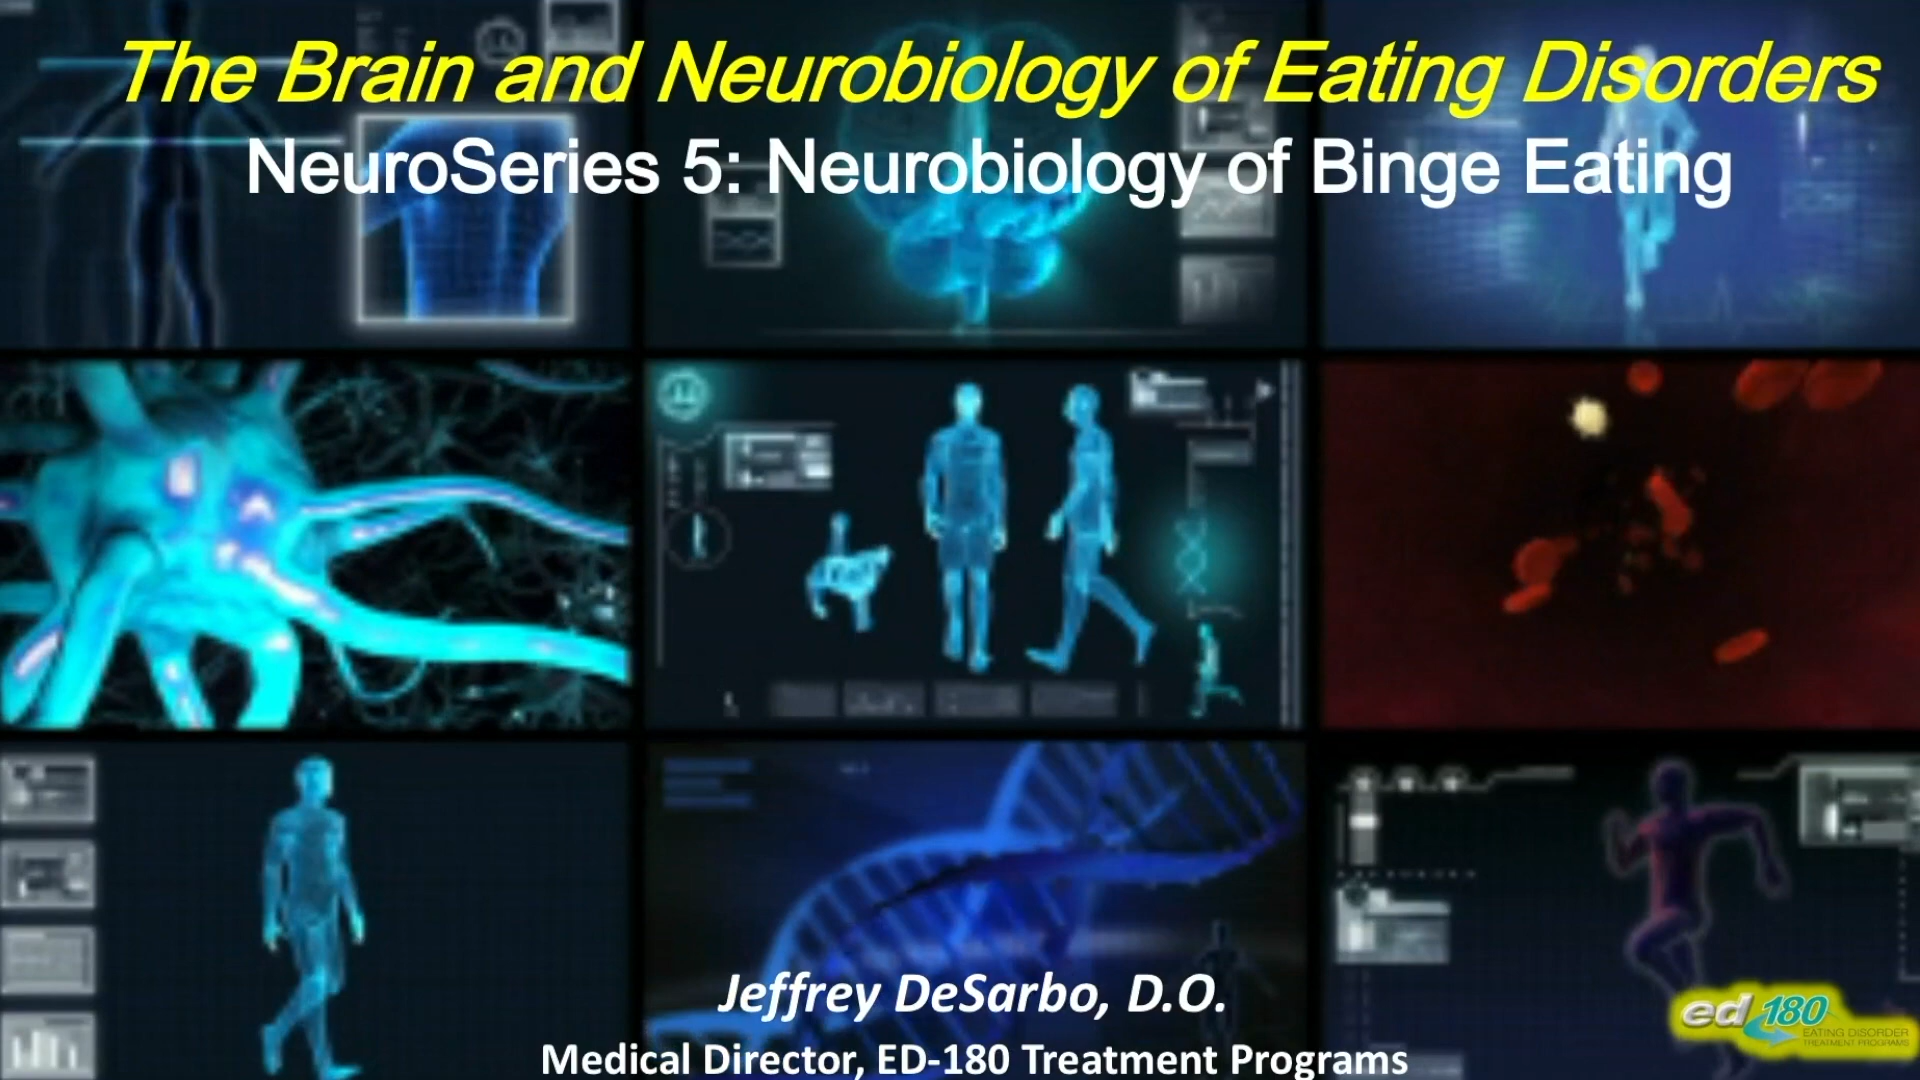 The Brain and Neurobiology of Eating Disorders
NeuroSeries 5: Neurobiology of Binge Eating
Jeffrey DeSarbo, D.O.
Medical Director, ED-180 Treatment Programs
ed 180
EATING DISORDER
TREATMENT PROGRAMS